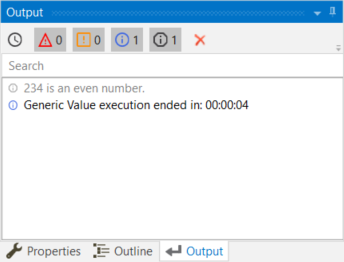 Output
0 0 1 1
Search
234 is an even number.
Generic Value execution ended in: 00:00:04
Properties Outline Output